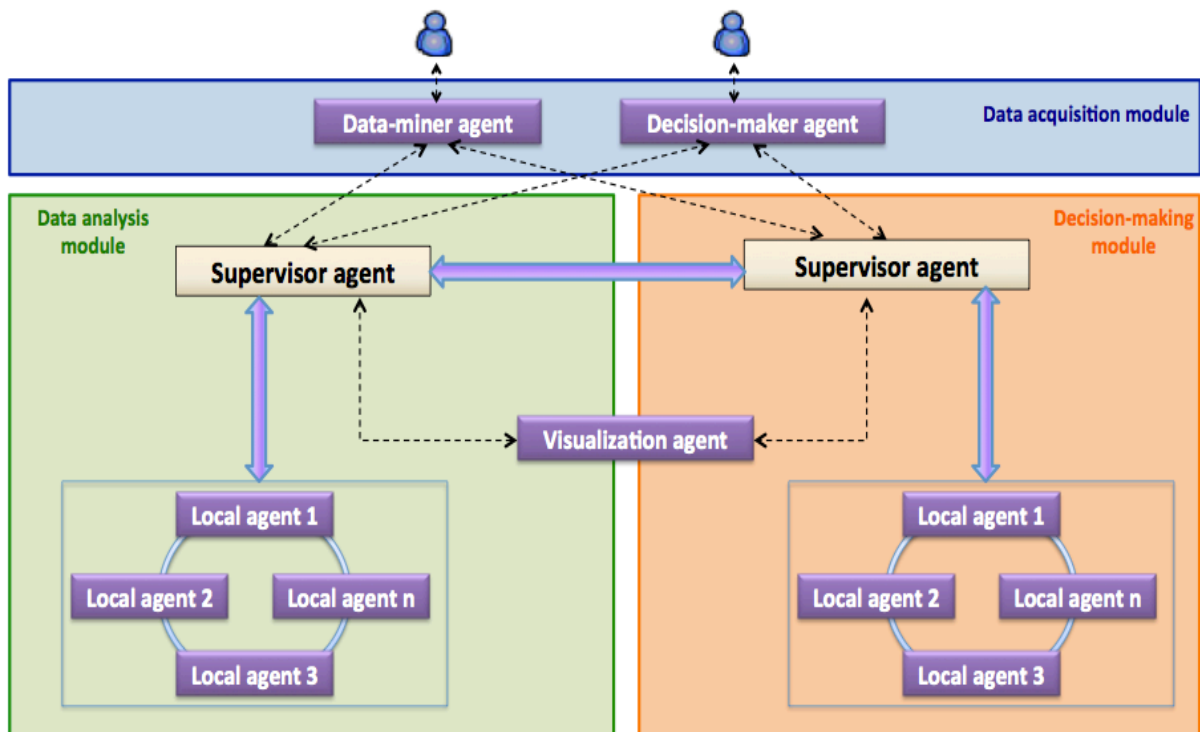 Data-miner agent
Decision-maker agent
Data acquisition module
Data analysis
module
Decision-making
module
Supervisor agent
Supervisor agent
Visualization agent
Local agent 1
Local agent 2
Local agent n
Local agent 3
Local agent 1
Local agent 2
Local agent n
Local agent 3